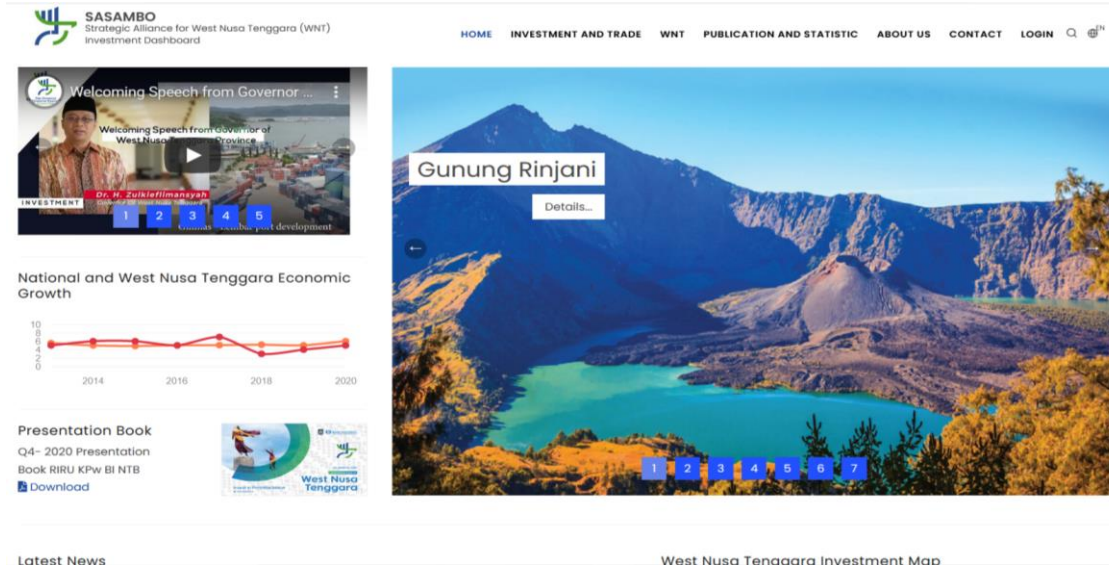 SASAMBO
Strategic Alliance for West Nusa Tenggara (WNT)
Investment Dashboard
HOME INVESTMENT AND TRADE WNT PUBLICATION AND STATISTIC ABOUT US CONTACT LOGIN EN
Welcoming Speech from Governor ...
Welcoming Speech from Governor of
West Nusa Tenggara Province
Dr. H. Zulkieflimansyah
INVESTMENT
1 2 3 4 5
port development
Gunung Rinjani
Details...
1 2 3 4 5 6 7
National and West Nusa Tenggara Economic
Growth
10
8
6
4
2
0
2014 2016 2018 2020
Presentation Book
Q4- 2020 Presentation
Book RIRU KPw BI NTB
Download
West Nusa
Tenggara
Latest News
West Nusa Tenggara Investment Map